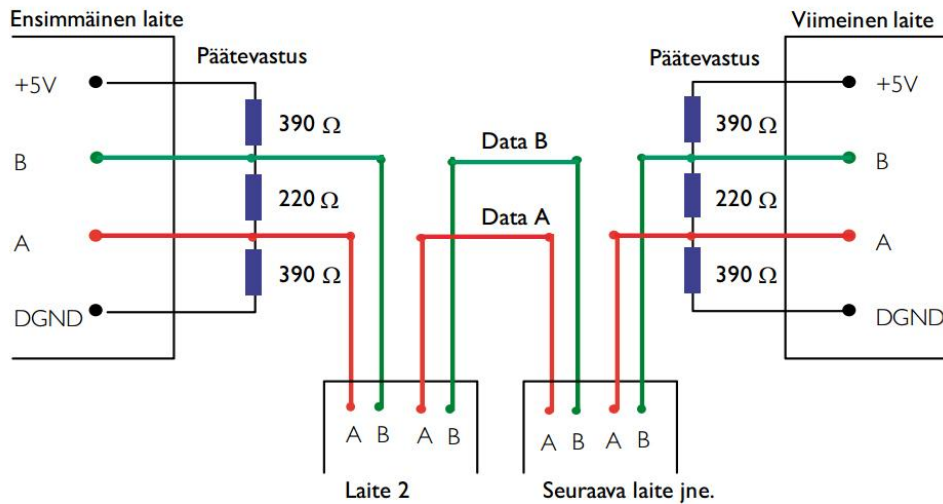 Ensimmäinen laite
Viimeinen laite
Päätevastus
Päätevastus
+5V
390 Ω
390 Ω
+5V
Data B
B
B
220 Ω
220 Ω
Data A
A
A
390 Ω
390 Ω
DGND
DGND
A B A B
A B A B
Laite 2
Seuraava laite jne.